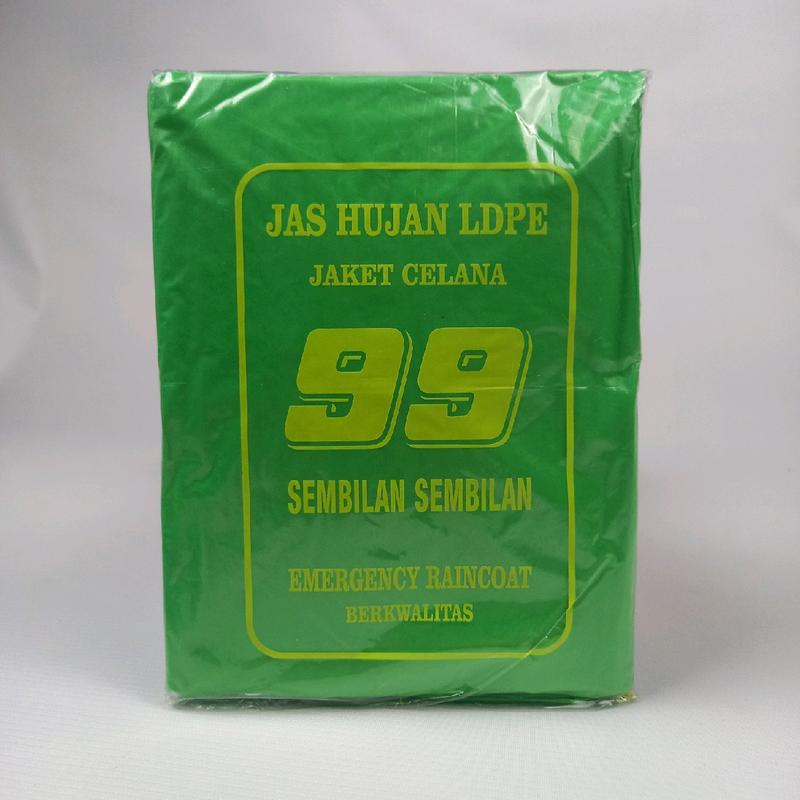 JAS HUJAN LDPE
JAKET CELANA
99
SEMBILAN SEMBILAN
EMERGENCY RAINCOAT
BERKWALITAS